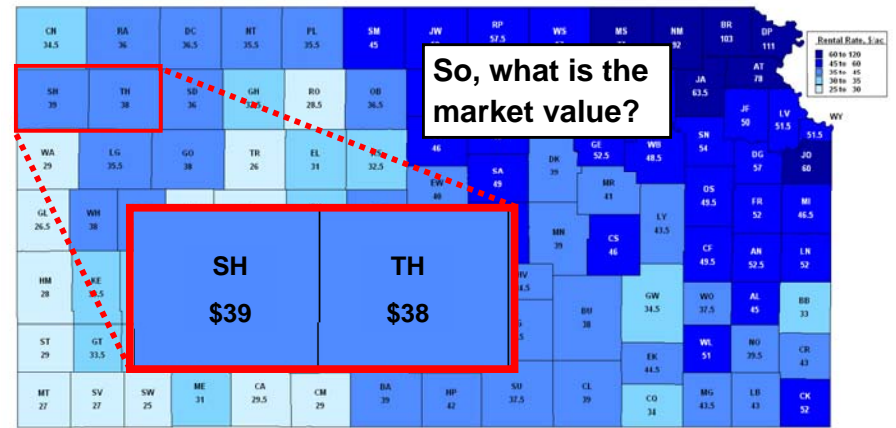 CN RA DC NT PL SM JW RP WS MS NM BR DP
34.5 36 36.5 35.5 35.5 45 57.5 92 103 111
Rental Rate, $/ac
60 to 120
45 to 60
35 to 45
30 to 35
25 to 30
So, what is the
market value?
SH TH SD GH RO OB JA AT
39 38 36 32.5 28.5 36.5 63.5 78
JF LV WY
50 51.5 51.5
WA LG GO TR EL RS GE WB SN DG JO
29 35.5 38 26 31 32.5 46 52.5 48.5 54 57 60
SA DK MR
49 39 41
GL WH EW LY OS FR MI
26.5 38 40 43.5 49.5 52 46.5
SH TH
$39 $38
MN CS CF AN LN
39 46 49.5 52.5 52
HM KE HV BU GW WO AL BB
28 38 34.5 37.5 45 33
ST GT EK WL NO CR
29 33.5 44.5 51 39.5 43
MT SV SW ME CA CM BA HP SU CL CQ MG LB CK
27 27 25 31 29.5 29 39 42 37.5 39 34 43.5 43 52